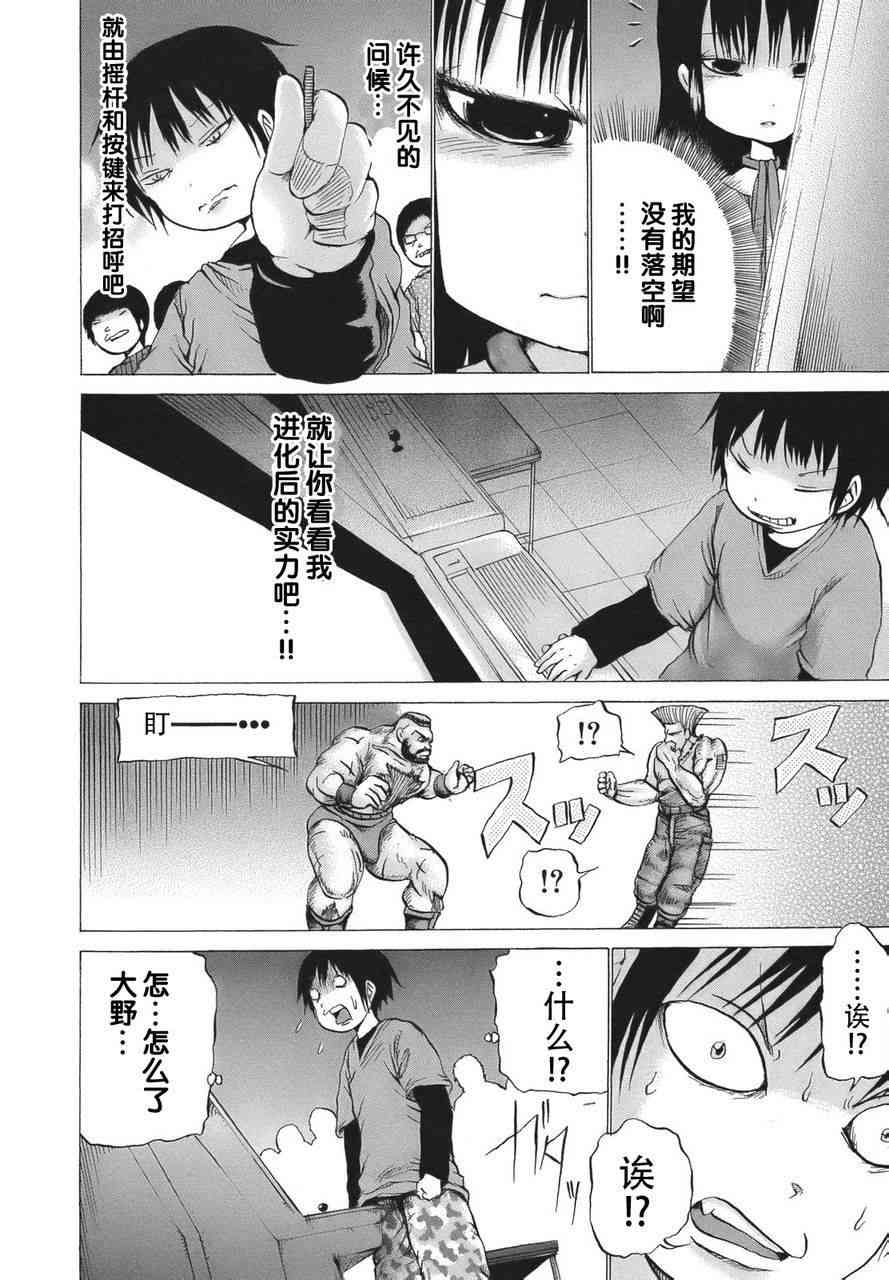 我的期望
没有落空啊
……!!
许久不见的
问候…
就由摇杆和按键来打招呼吧
就让你看看我
进化后的实力吧…!!
スッ
!?
スッ
!?
盯——•••
……诶!?
诶!?
…什么!?
ガタ
怎…怎么了
大野…